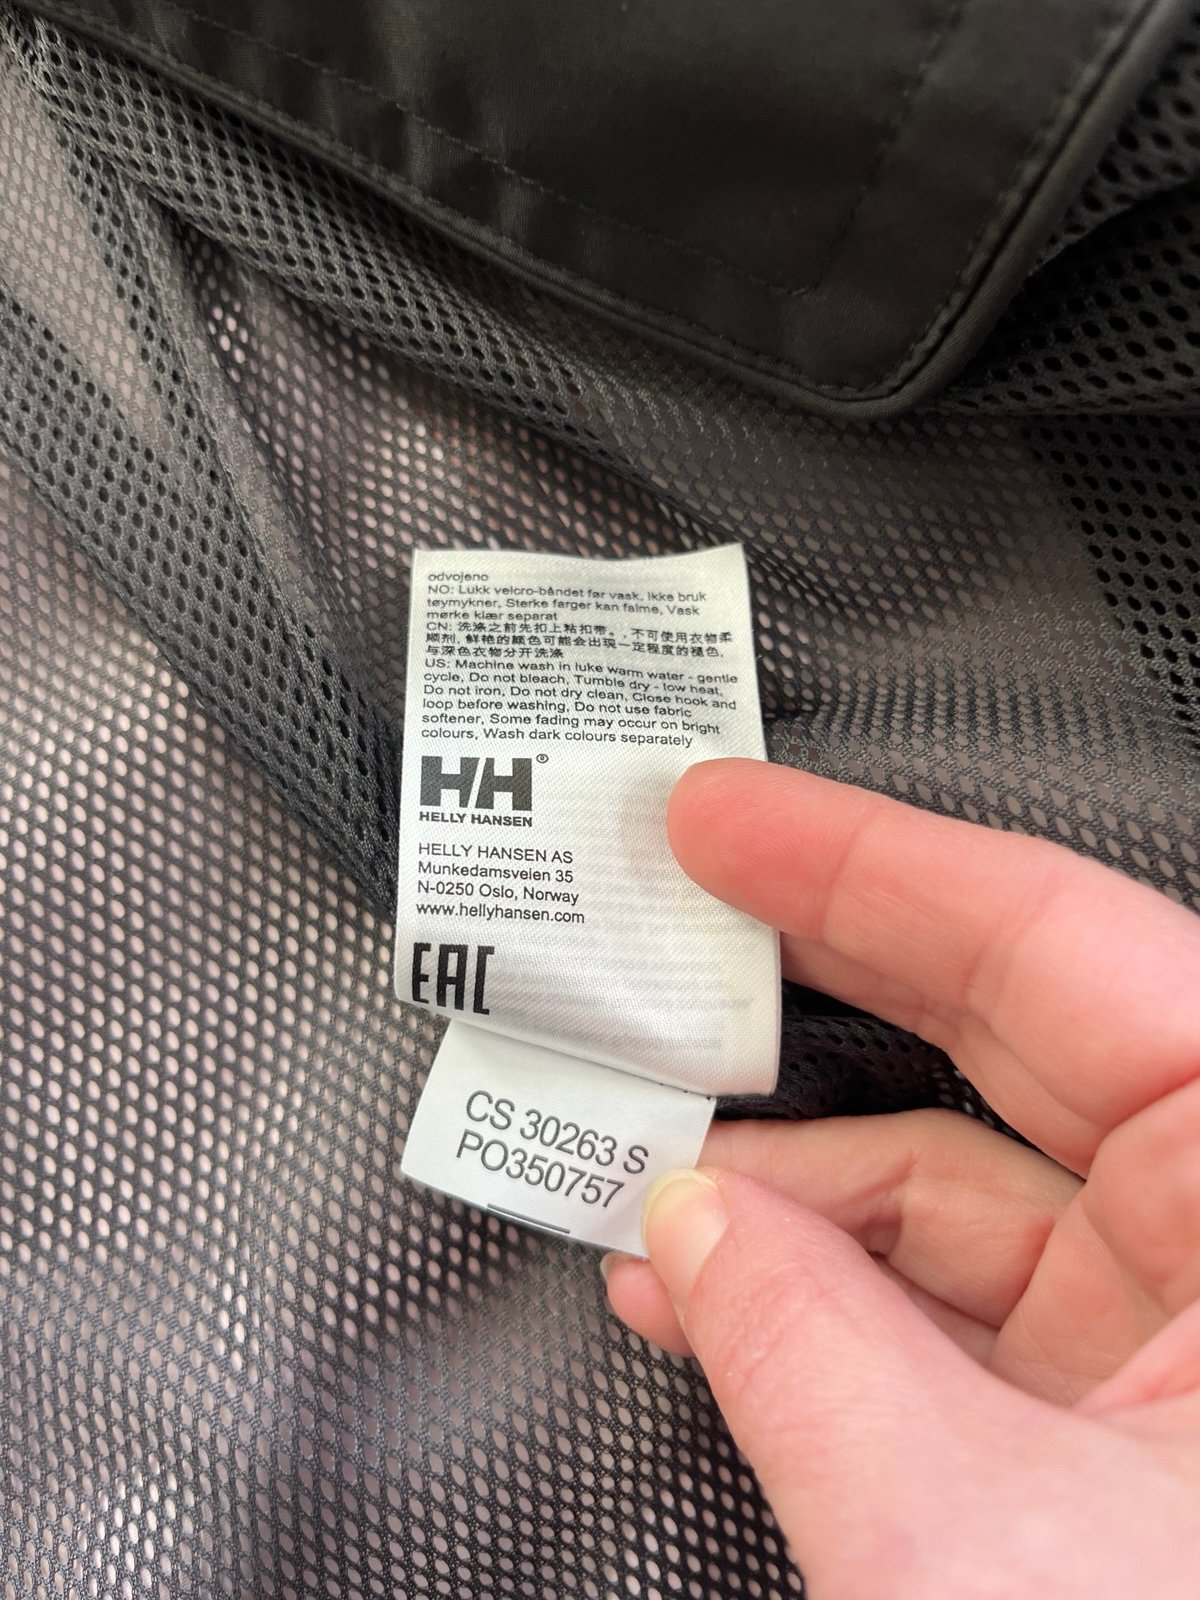 odvojeno
NO: Lukk velcro-båndet før vask, Ikke bruk
tøymykner, Sterke farger kan falme, Vask
mørke klær separat
CN: 洗涤之前先扣上粘扣带。, 不可使用衣物柔
顺剂, 鲜艳的颜色可能会出现一定程度的褪色,
与深色衣物分开洗涤
US: Machine wash in luke warm water - gentle
cycle, Do not bleach, Tumble dry - low heat,
Do not iron, Do not dry clean, Close hook and
loop before washing, Do not use fabric
softener, Some fading may occur on bright
colours, Wash dark colours separately
HH®
HELLY HANSEN
HELLY HANSEN AS
Munkedamsveien 35
N-0250 Oslo, Norway
www.hellyhansen.com
EAC
CS 30263 S
PO350757